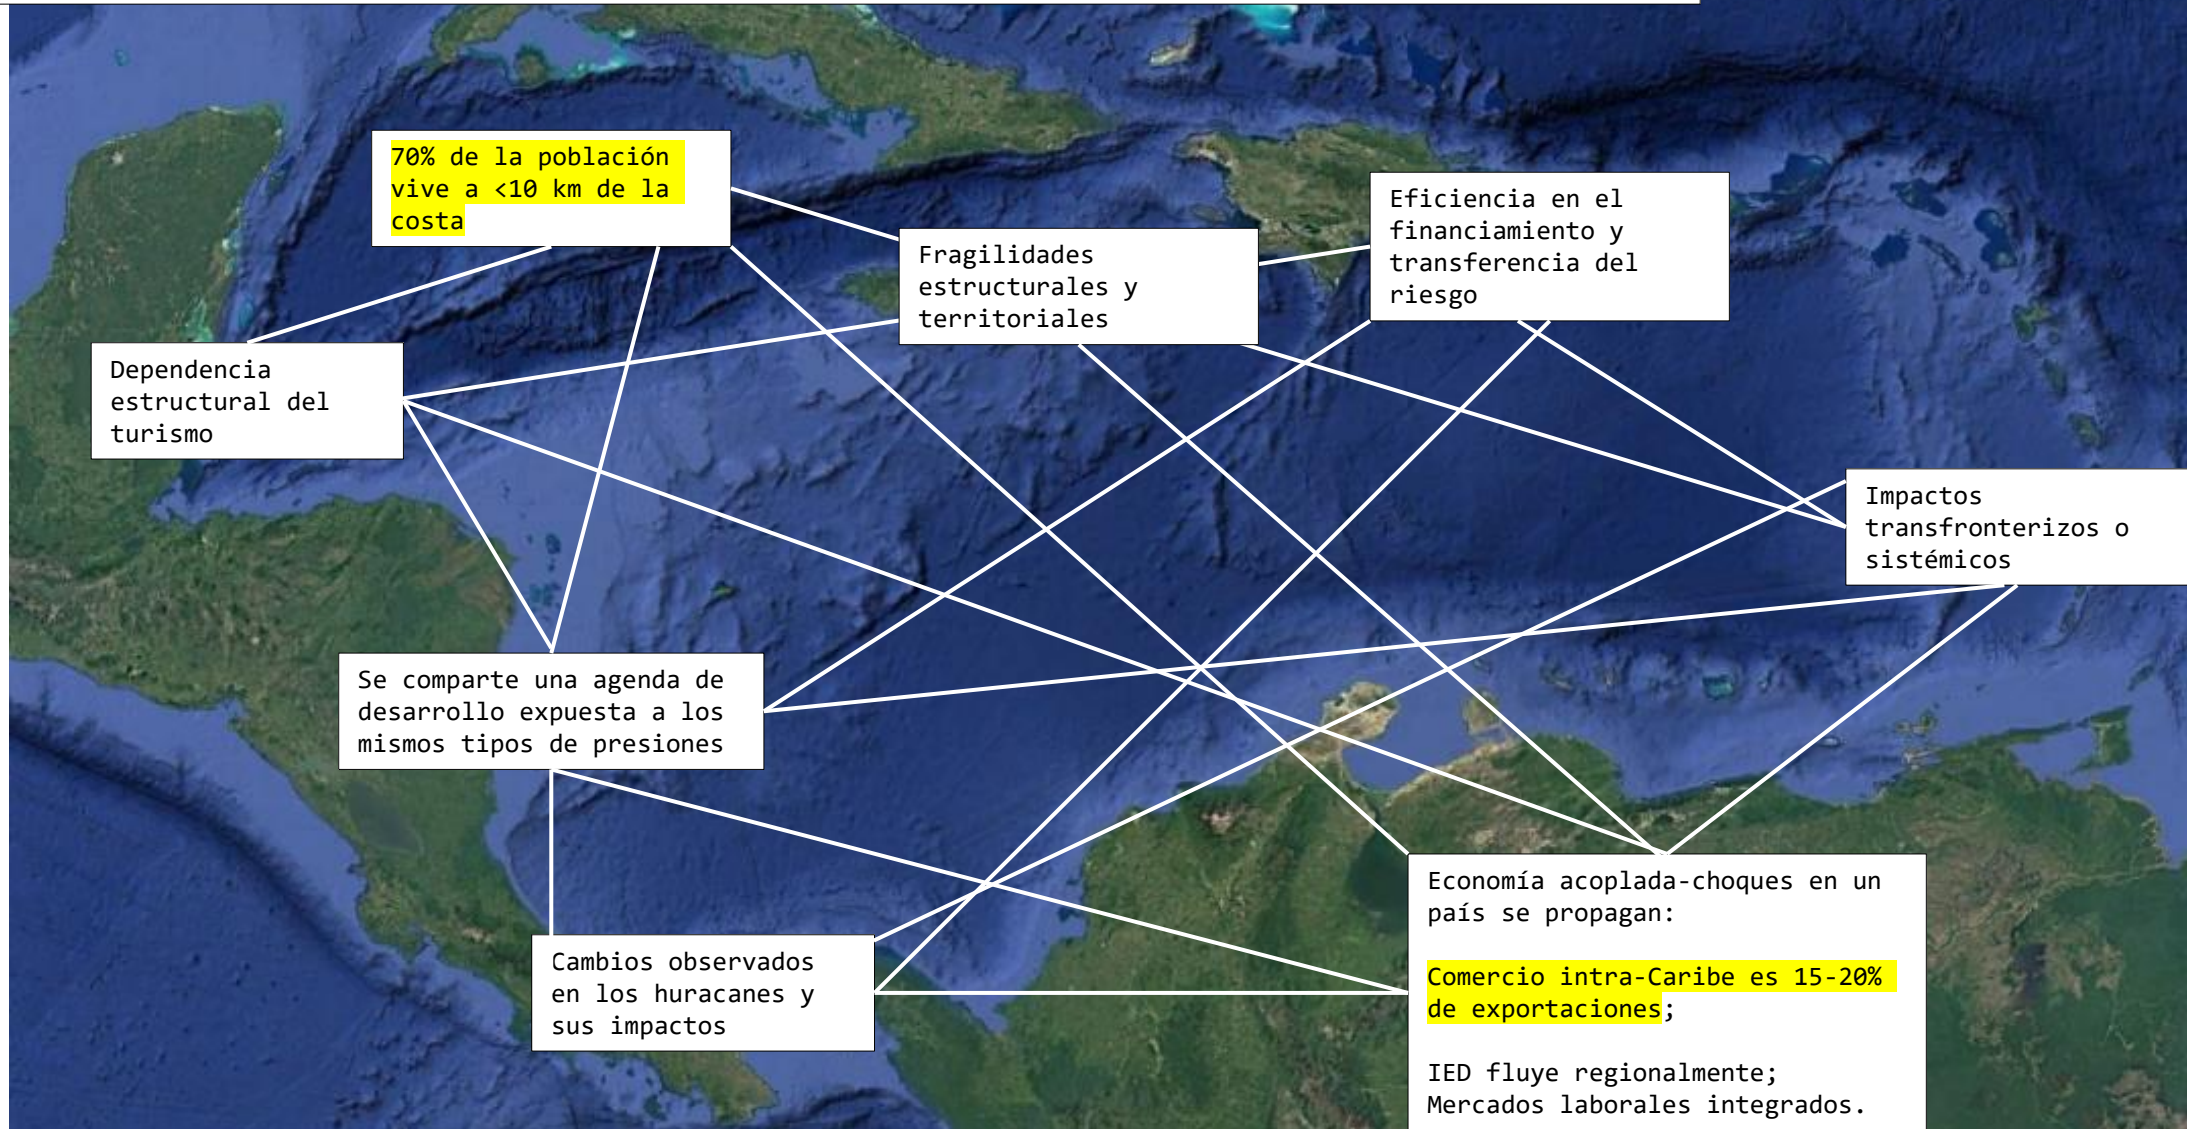 70% de la población
vive a <10 km de la
costa
Eficiencia en el
financiamiento y
transferencia del
riesgo
Fragilidades
estructurales y
territoriales
Dependencia
estructural del
turismo
Impactos
transfronterizos o
sistémicos
Se comparte una agenda de
desarrollo expuesta a los
mismos tipos de presiones
Cambios observados
en los huracanes y
sus impactos
Economía acoplada-choques en un
país se propagan:
Comercio intra-Caribe es 15-20%
de exportaciones;
IED fluye regionalmente;
Mercados laborales integrados.